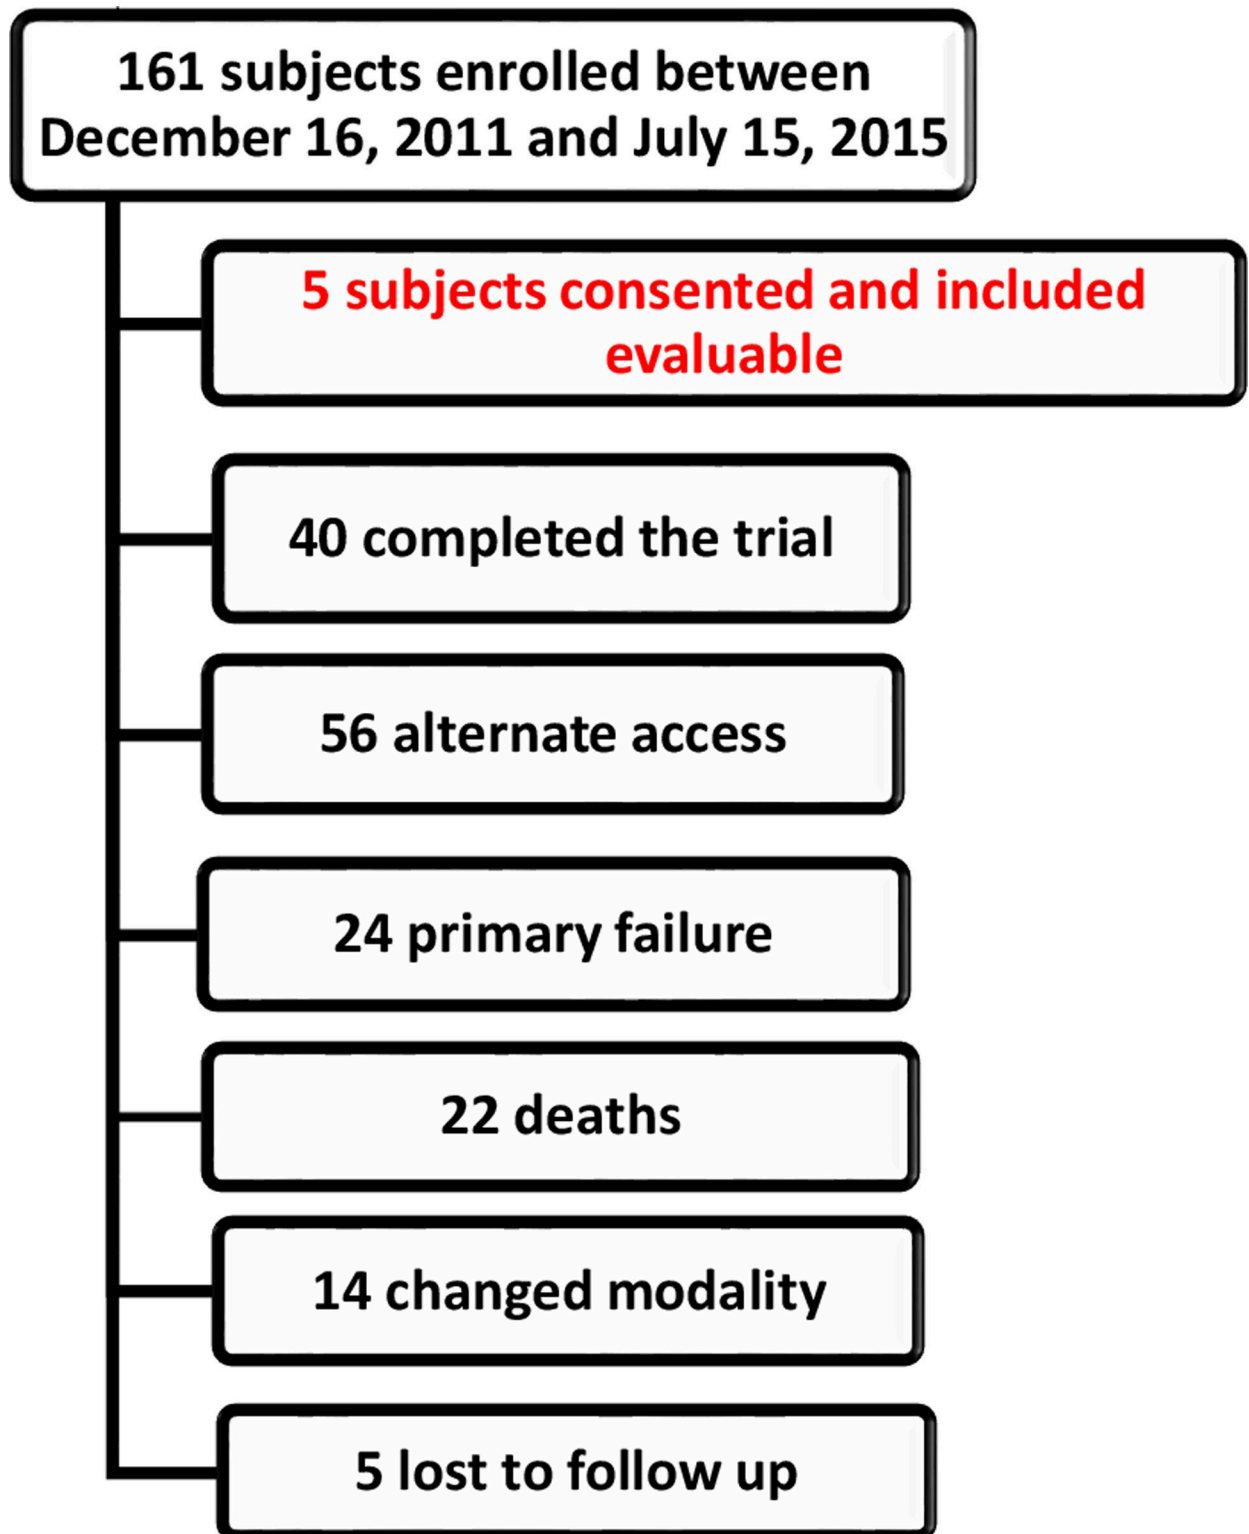 161 subjects enrolled between
December 16, 2011 and July 15, 2015
5 subjects consented and included
evaluable
40 completed the trial
56 alternate access
24 primary failure
22 deaths
14 changed modality
5 lost to follow up